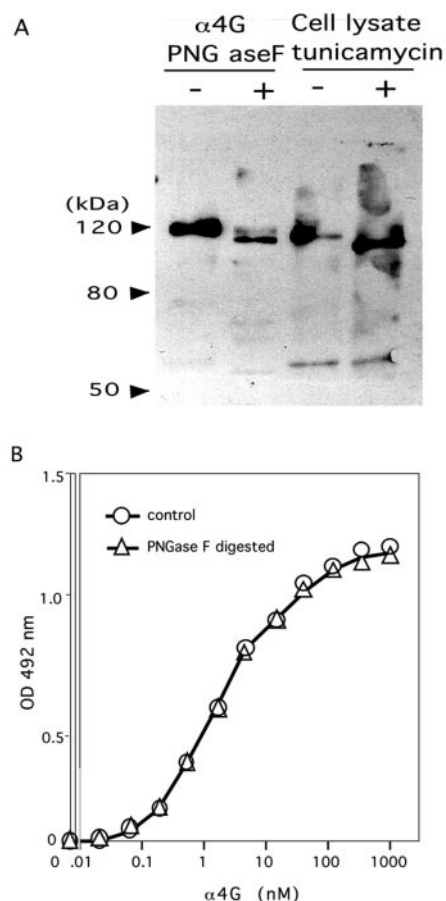 A
α4G Cell lysate
PNG aseF tunicamycin
- + - +
(kDa)
120
80
50
B
1.5
1.0
0.5
0
OD 492 nm
control
PNGase F digested
0 .01 0.1 1 10 100 1000
α4G (nM)